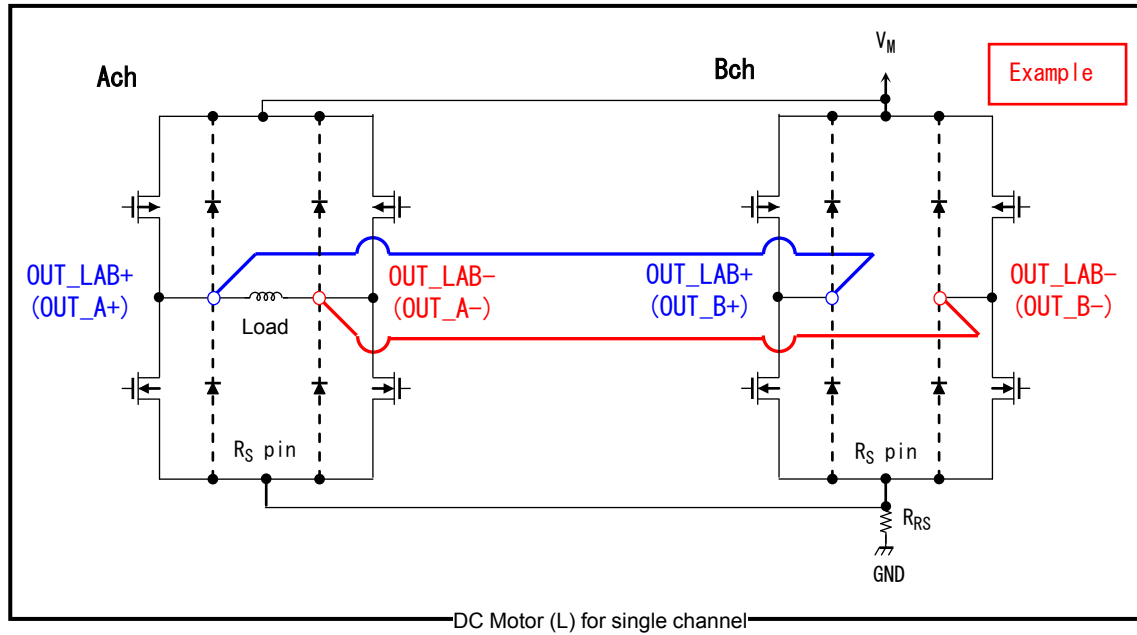 V_M
Ach
Bch
Example
OUT_LAB+
(OUT_A+)
Load
OUT_LAB-
(OUT_A-)
OUT_LAB+
(OUT_B+)
OUT_LAB-
(OUT_B-)
R_S pin
R_S pin
R_RS
GND
DC Motor (L) for single channel